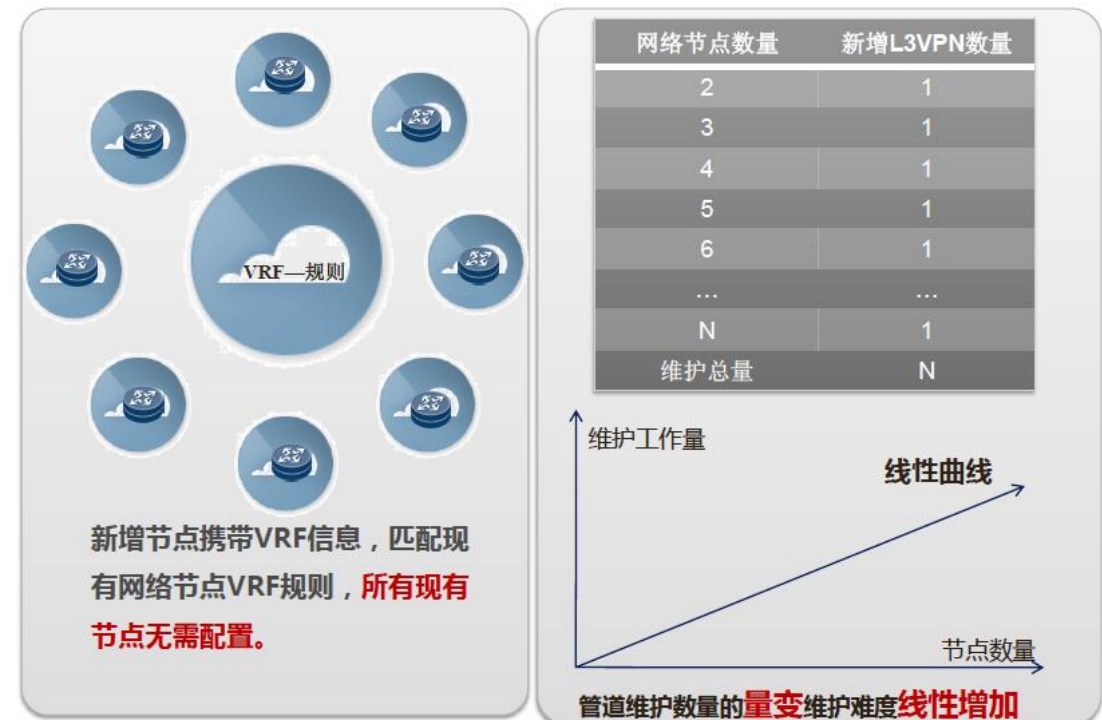 VRF—规则
新增节点携带VRF信息，匹配现
有网络节点VRF规则，所有现有
节点无需配置。
网络节点数量 新增L3VPN数量
2 1
3 1
4 1
5 1
6 1
… …
N 1
维护总量 N
维护工作量
线性曲线
节点数量
管道维护数量的量变维护难度线性增加